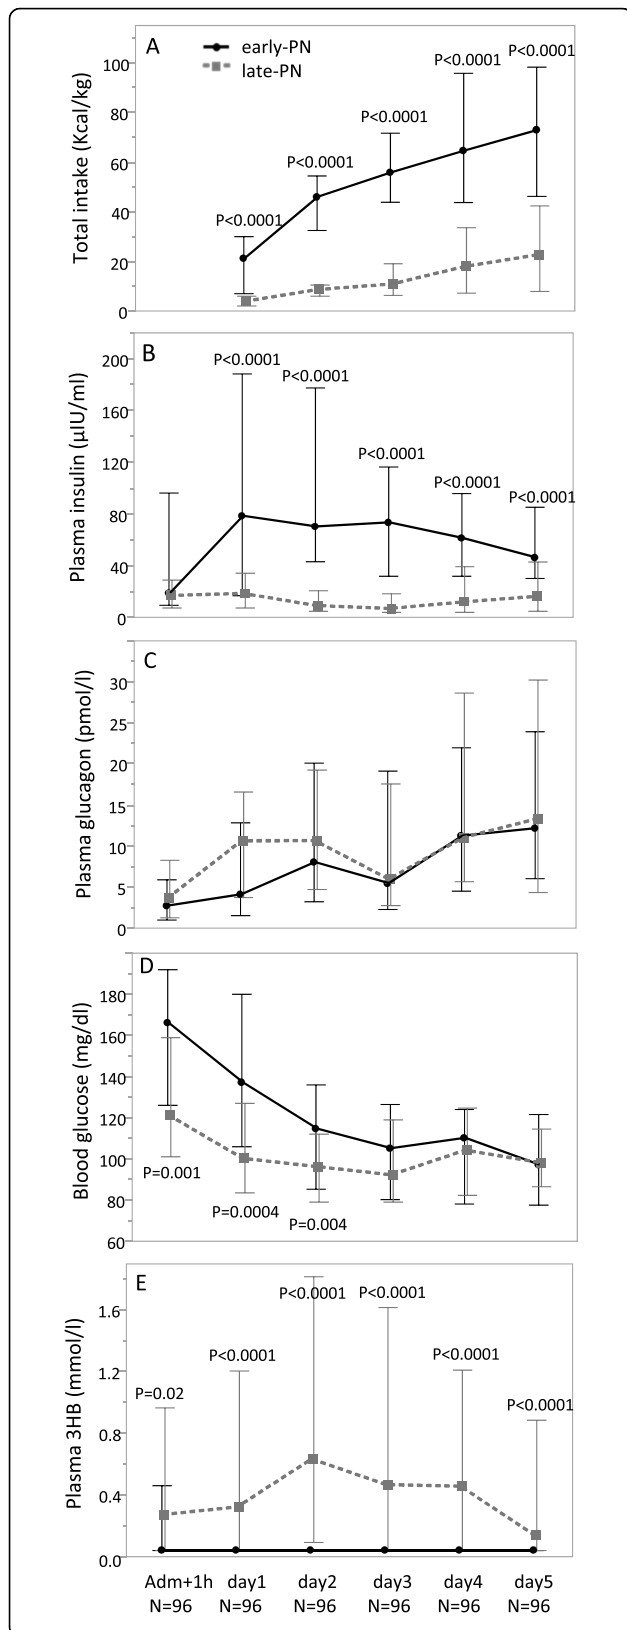 A
early-PN
late-PN
Total intake (Kcal/kg)
100
80
60
40
20
0
P<0.0001
P<0.0001
P<0.0001
P<0.0001
P<0.0001
B
Plasma insulin (µIU/ml)
200
160
120
80
40
0
P<0.0001
P<0.0001
P<0.0001
P<0.0001
P<0.0001
C
Plasma glucagon (pmol/l)
30
25
20
15
10
5
0
D
Blood glucose (mg/dl)
180
160
140
120
100
80
60
P=0.001
P=0.0004
P=0.004
E
Plasma 3HB (mmol/l)
1.6
1.2
0.8
0.4
0.0
P=0.02
P<0.0001
P<0.0001
P<0.0001
P<0.0001
P<0.0001
Adm+1h day1 day2 day3 day4 day5
N=96 N=96 N=96 N=96 N=96 N=96